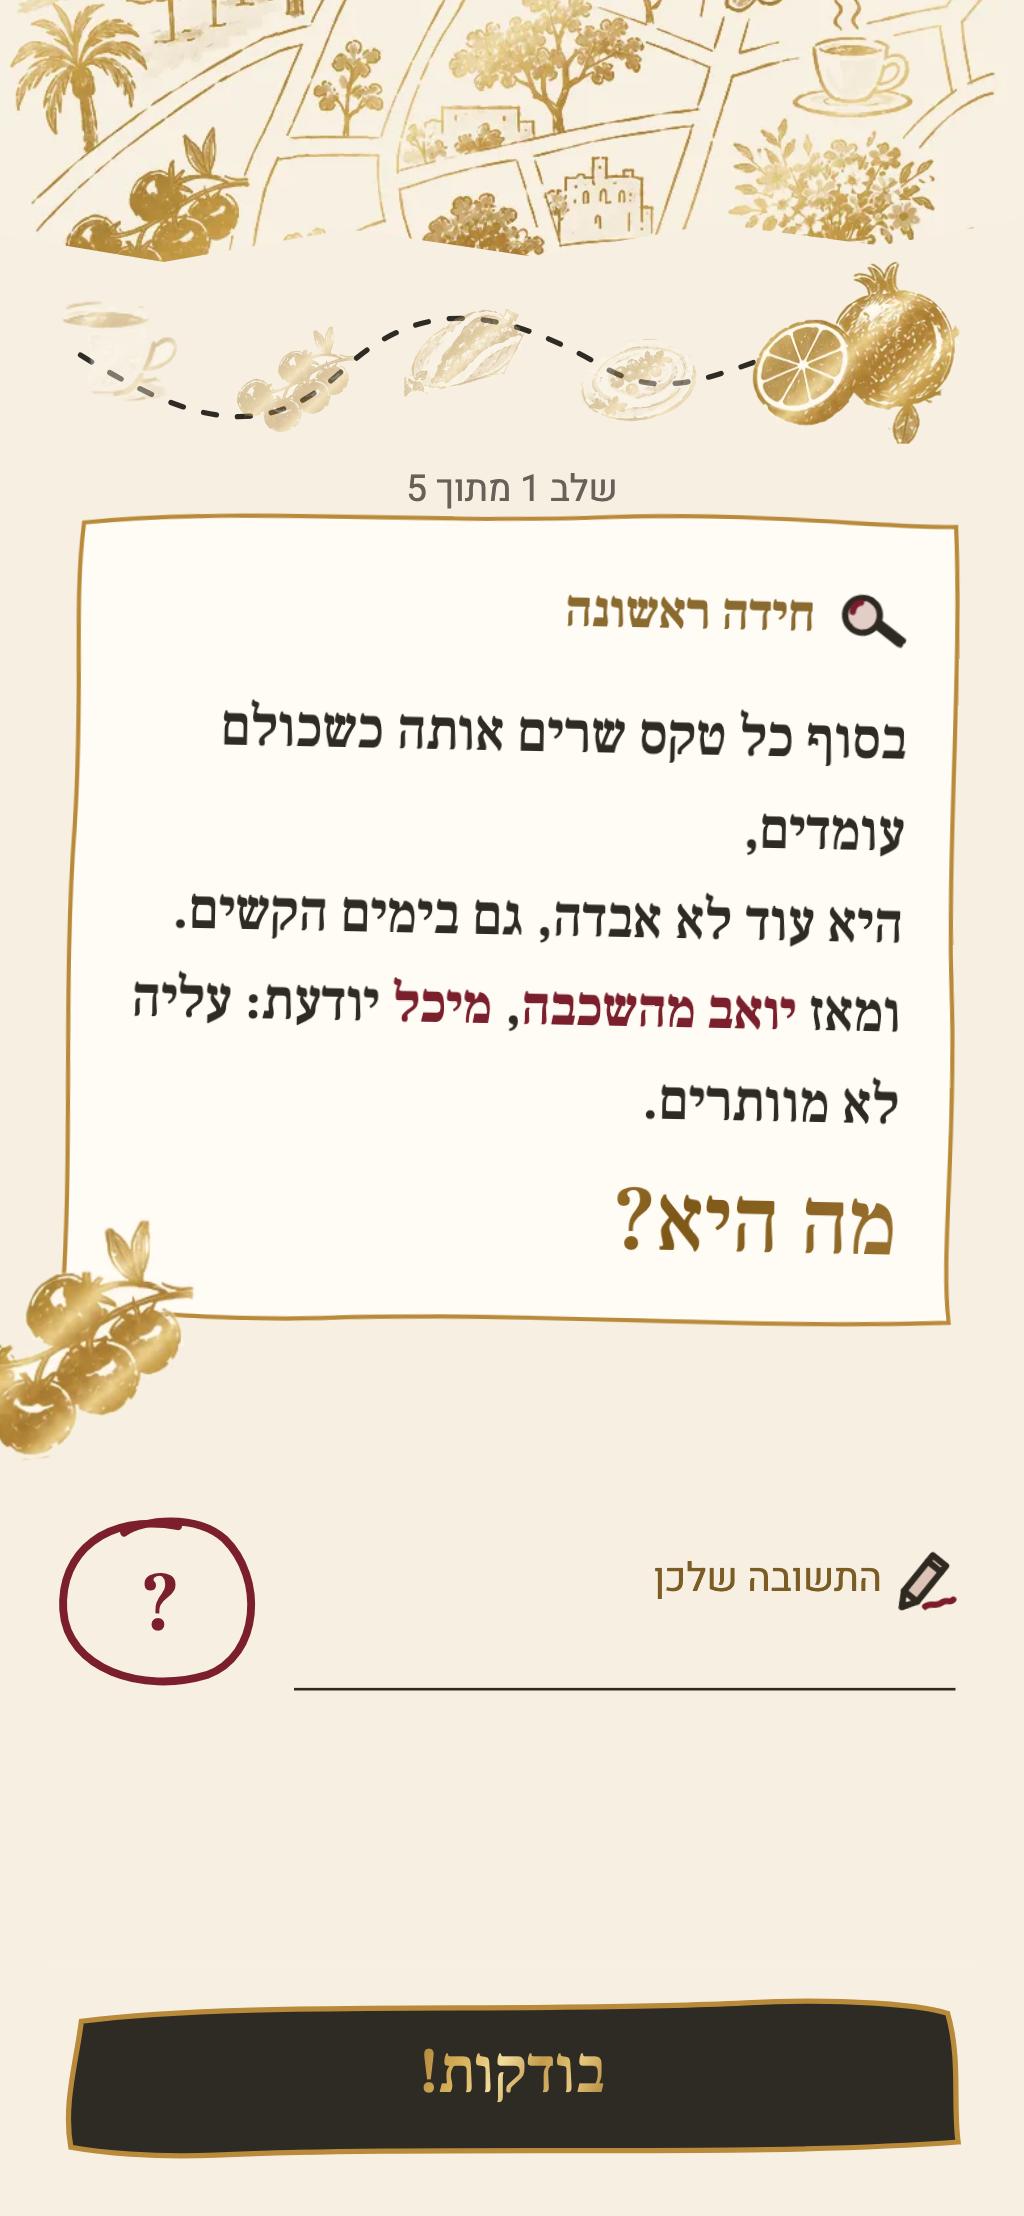 שלב 1 מתוך 5
חידה ראשונה
בסוף כל טקס שרים אותה כשכולם
עומדים,
היא עוד לא אבדה, גם בימים הקשים.
ומאז יואב מהשכבה, מיכל יודעת: עליה
לא מוותרים.
מה היא?
התשובה שלכן
?
בודקות!